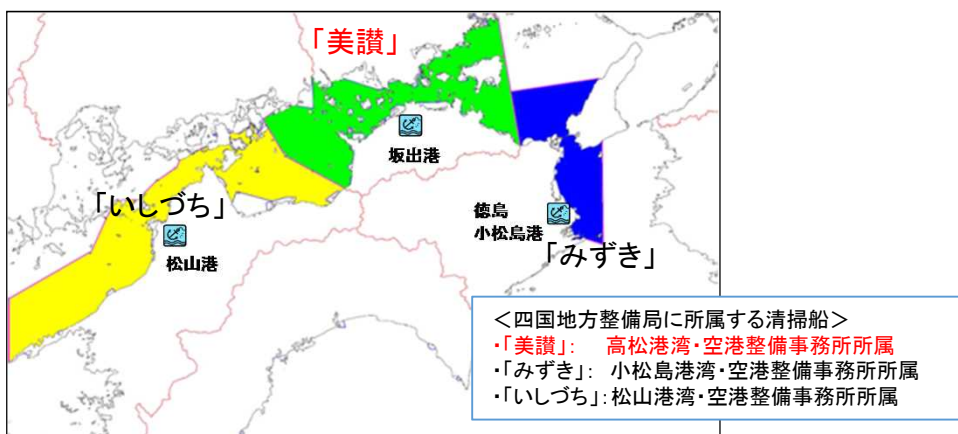 「美讃」
坂出港
「いしづち」
松山港
徳島
小松島港
「みずき」
＜四国地方整備局に所属する清掃船＞
・「美讃」：　高松港湾・空港整備事務所所属
・「みずき」：小松島港湾・空港整備事務所所属
・「いしづち」：松山港湾・空港整備事務所所属